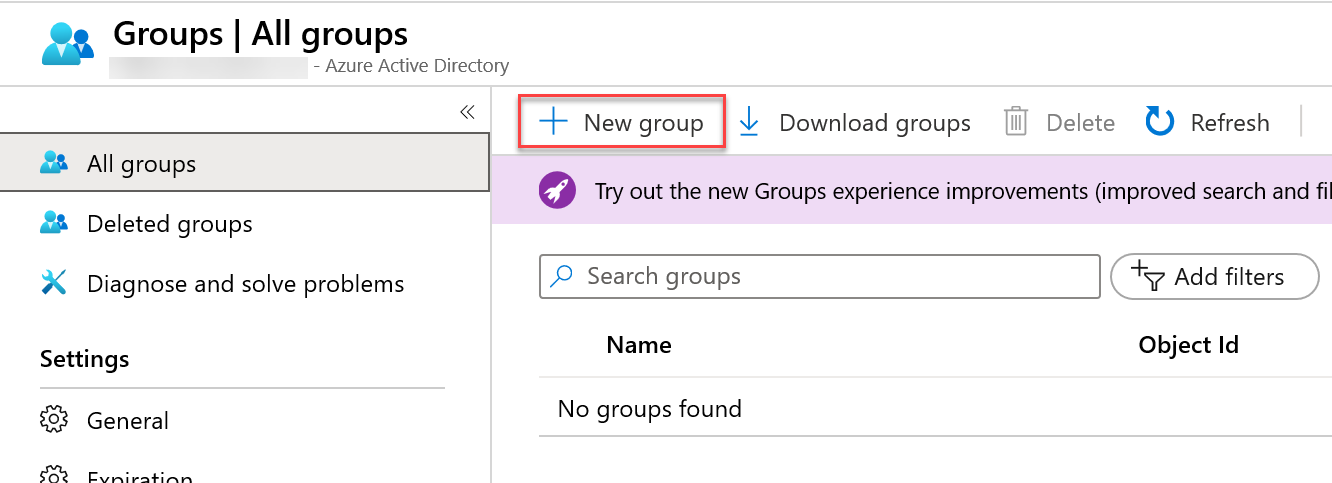 Groups | All groups
- Azure Active Directory
«
All groups
Deleted groups
Diagnose and solve problems
Settings
General
Expiration
New group
Download groups
Delete
Refresh
Try out the new Groups experience improvements (improved search and fil
Search groups
Add filters
Name Object Id
No groups found